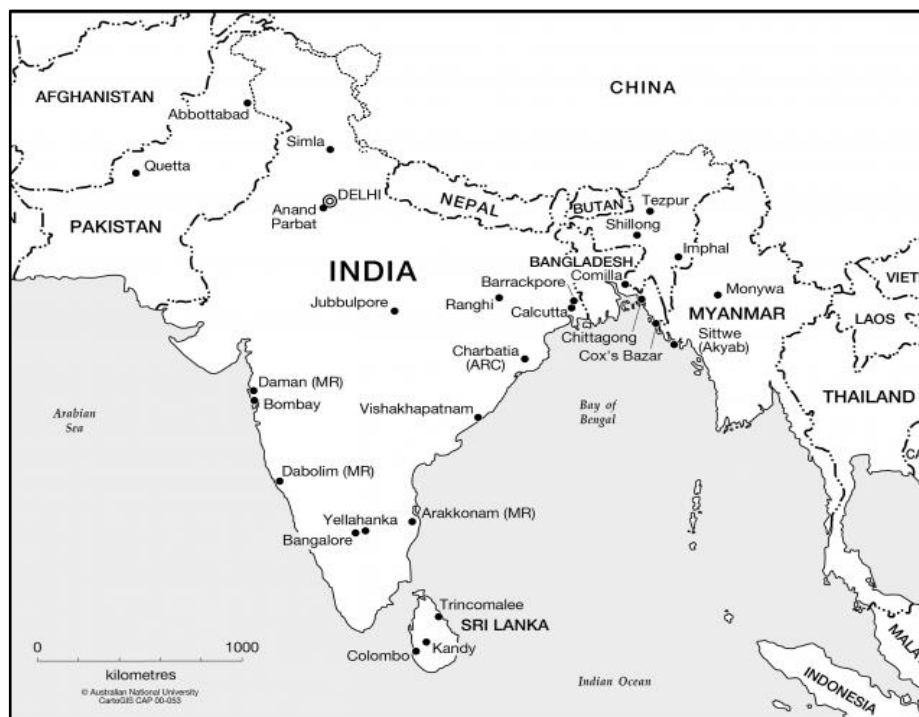 CHINA
AFGHANISTAN
Abbottabad
Simla
Quetta
DELHI
Anand
Parbat
NEPAL
BUTAN
Tezpur
Shillong
PAKISTAN
Imphal
INDIA
BANGLADESH
Comilla
VIET
Barrackpore
Monywa
Jubbulpore
Ranghi
Calcutta
MYANMAR
LAOS
Chittagong
Sittwe
(Akyab)
Cox's Bazar
Charbatia
(ARC)
Daman (MR)
Bombay
THAILAND
Arabian
Sea
Vishakhapatnam
Bay of
Bengal
CA
Dabolim (MR)
Yellahanka
Arakkonam (MR)
Bangalore
Trincomalee
SRI LANKA
MALA
0 1000
Kandy
Colombo
kilometres
Indian Ocean
INDONESIA
© Australian National University
CartoGIS CAP 00-053